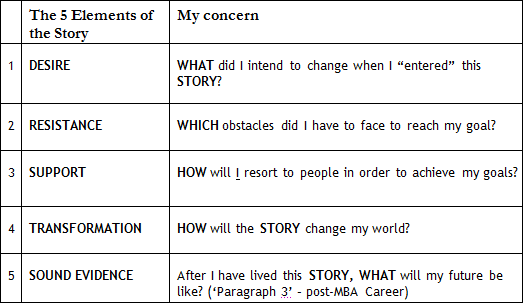 The 5 Elements of
the Story
My concern
1
DESIRE
WHAT did I intend to change when I “entered” this
STORY?
2
RESISTANCE
WHICH obstacles did I have to face to reach my goal?
3
SUPPORT
HOW will I resort to people in order to achieve my goals?
4
TRANSFORMATION
HOW will the STORY change my world?
5
SOUND EVIDENCE
After I have lived this STORY, WHAT will my future be
like? (‘Paragraph 3’ - post-MBA Career)